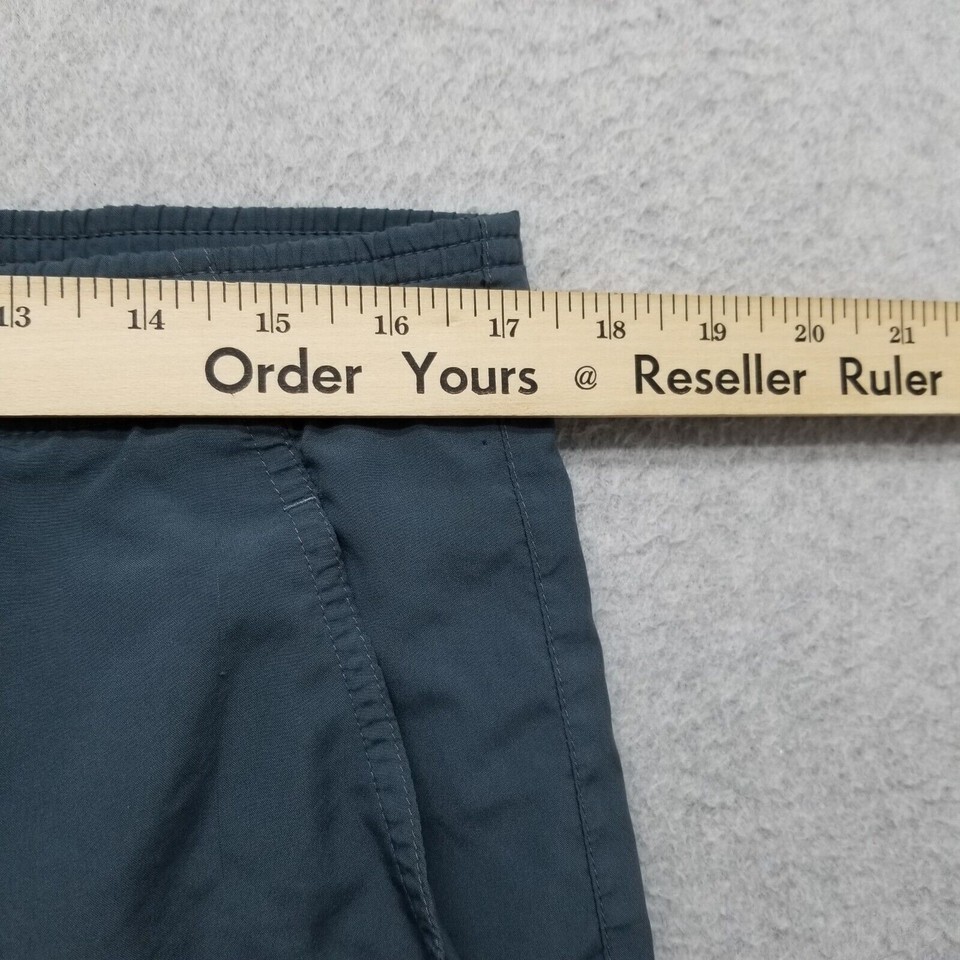 13 14 15 16 17 18 19 20 21
Order Yours @ Reseller Ruler